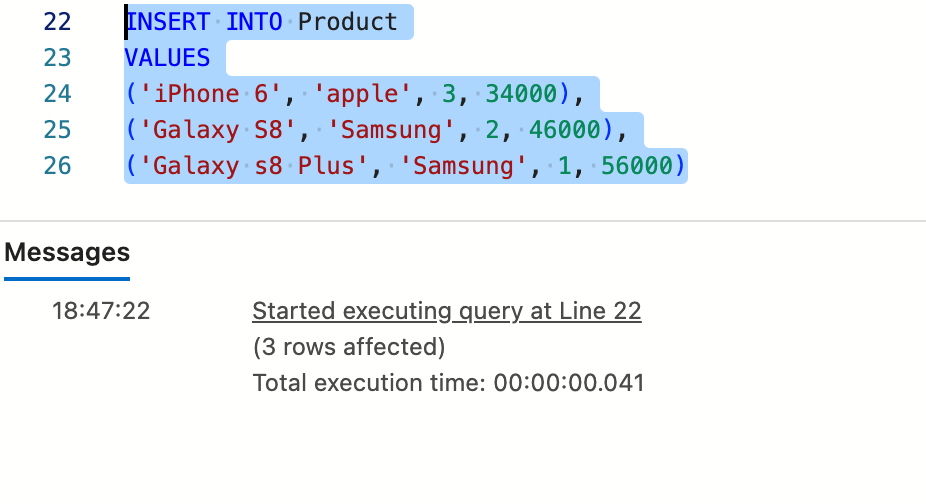 22 INSERT INTO Product
23 VALUES
24 ('iPhone 6', 'apple', 3, 34000),
25 ('Galaxy S8', 'Samsung', 2, 46000),
26 ('Galaxy s8 Plus', 'Samsung', 1, 56000)
Messages
18:47:22 Started executing query at Line 22
(3 rows affected)
Total execution time: 00:00:00.041